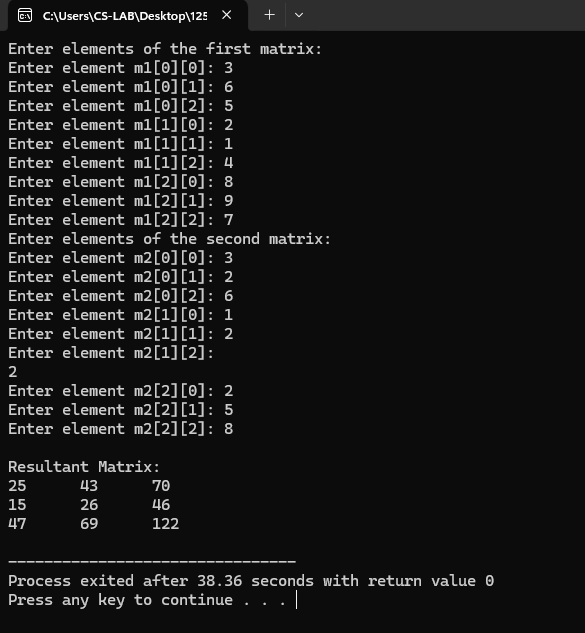 C:\Users\CS-LAB\Desktop\125
Enter elements of the first matrix:
Enter element m1[0][0]: 3
Enter element m1[0][1]: 6
Enter element m1[0][2]: 5
Enter element m1[1][0]: 2
Enter element m1[1][1]: 1
Enter element m1[1][2]: 4
Enter element m1[2][0]: 8
Enter element m1[2][1]: 9
Enter element m1[2][2]: 7
Enter elements of the second matrix:
Enter element m2[0][0]: 3
Enter element m2[0][1]: 2
Enter element m2[0][2]: 6
Enter element m2[1][0]: 1
Enter element m2[1][1]: 2
Enter element m2[1][2]:
2
Enter element m2[2][0]: 2
Enter element m2[2][1]: 5
Enter element m2[2][2]: 8
Resultant Matrix:
25 43 70
15 26 46
47 69 122
--------------------------------
Process exited after 38.36 seconds with return value 0
Press any key to continue . . .